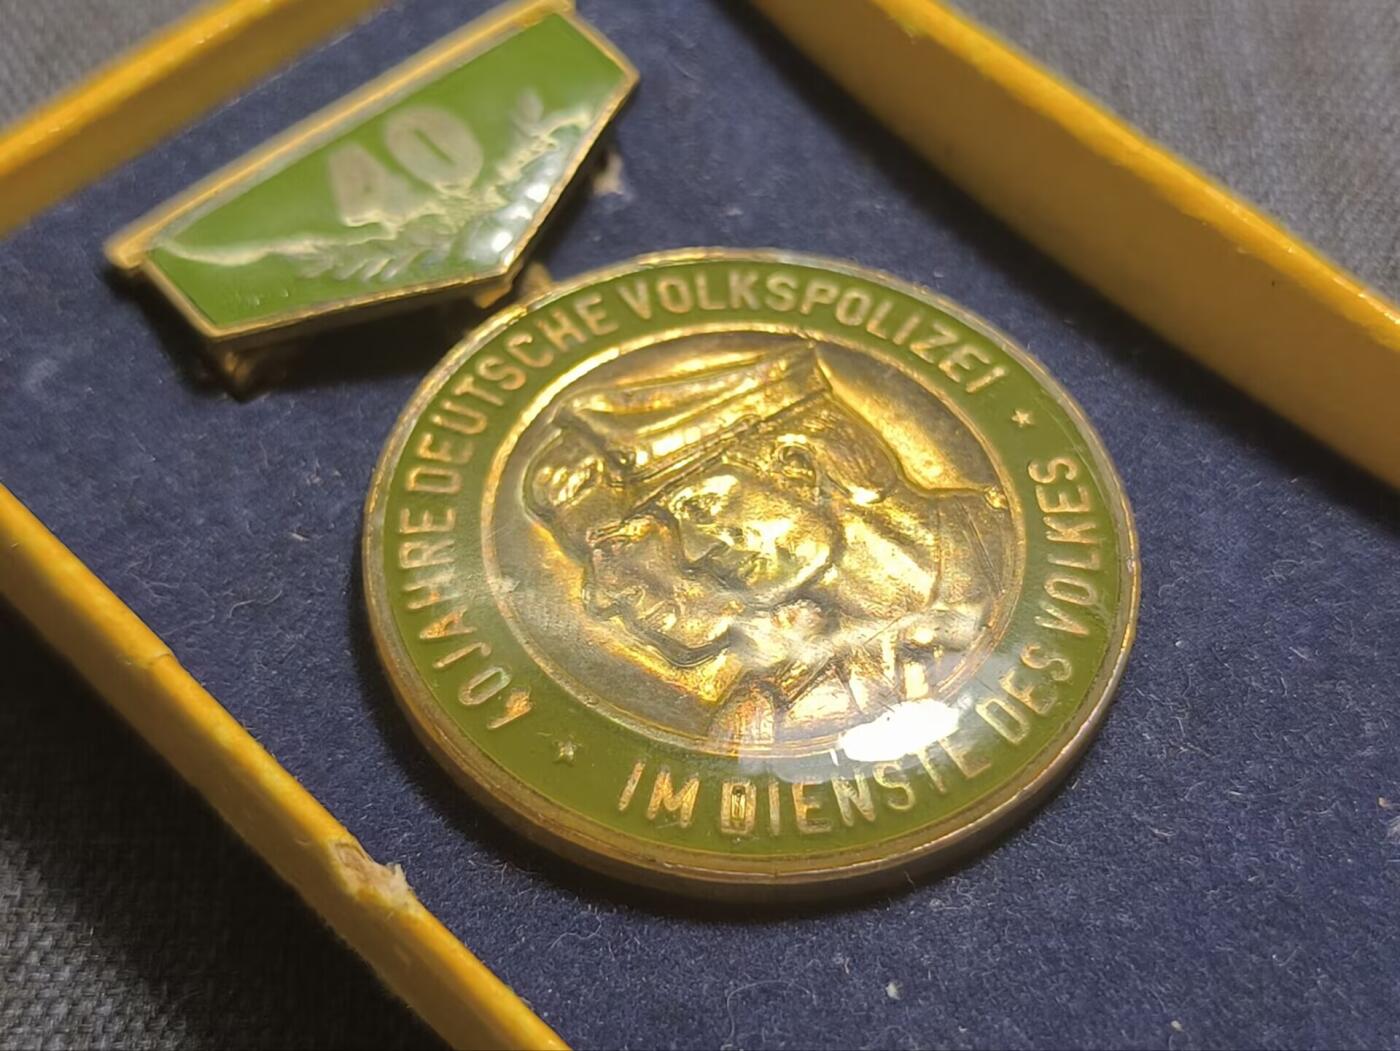 40
40 JAHRE DEUTSCHE VOLKSPOLIZEI
IM DIENSTE DES VOLKES